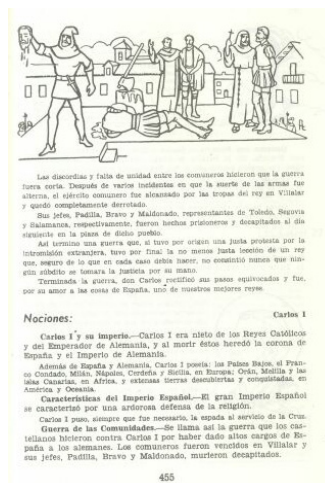 Las discordias y falta de unidad entre los comuneros hicieron que la guerra
fuera corta. Después de varios incidentes en que la suerte de las armas fue
alterna, el ejército comunero fue alcanzado por las tropas del rey en Villalar
y quedó completamente derrotado.
Sus jefes, Padilla, Bravo y Maldonado, representantes de Toledo, Segovia
y Salamanca, respectivamente, fueron hechos prisioneros y decapitados al día
siguiente en la plaza de dicho pueblo.
Así terminó una guerra que, si tuvo por origen una justa protesta por la
intromisión extranjera, tuvo por final la no menos justa lección de un rey
que, seguro de lo que en cada caso debía hacer, no consintió nunca que nin-
gún súbdito se tomara la justicia por su mano.
Terminada la guerra, don Carlos rectificó sus pasos equivocados y fue,
por su amor a las cosas de España, uno de nuestros mejores reyes.
Nociones:
Carlos I
Carlos I y su imperio.—Carlos I era nieto de los Reyes Católicos
y del Emperador de Alemania, y al morir éstos heredó la corona de
España y el Imperio de Alemania.
Además de España y Alemania, Carlos I poseía: los Países Bajos, el Fran-
co Condado, Milán, Nápoles, Cerdeña y Sicilia, en Europa; Orán, Melilla y las
islas Canarias, en Africa, y extensas tierras descubiertas y conquistadas, en
América y Oceanía.
Características del Imperio Español.—El gran Imperio Español
se caracterizó por una ardorosa defensa de la religión.
Carlos I puso, siempre que fue necesario, la espada al servicio de la Cruz.
Guerra de las Comunidades.—Se llama así la guerra que los cas-
tellanos hicieron contra Carlos I por haber dado altos cargos de Es-
paña a los alemanes. Los comuneros fueron vencidos en Villalar y
sus jefes, Padilla, Bravo y Maldonado, murieron decapitados.
455